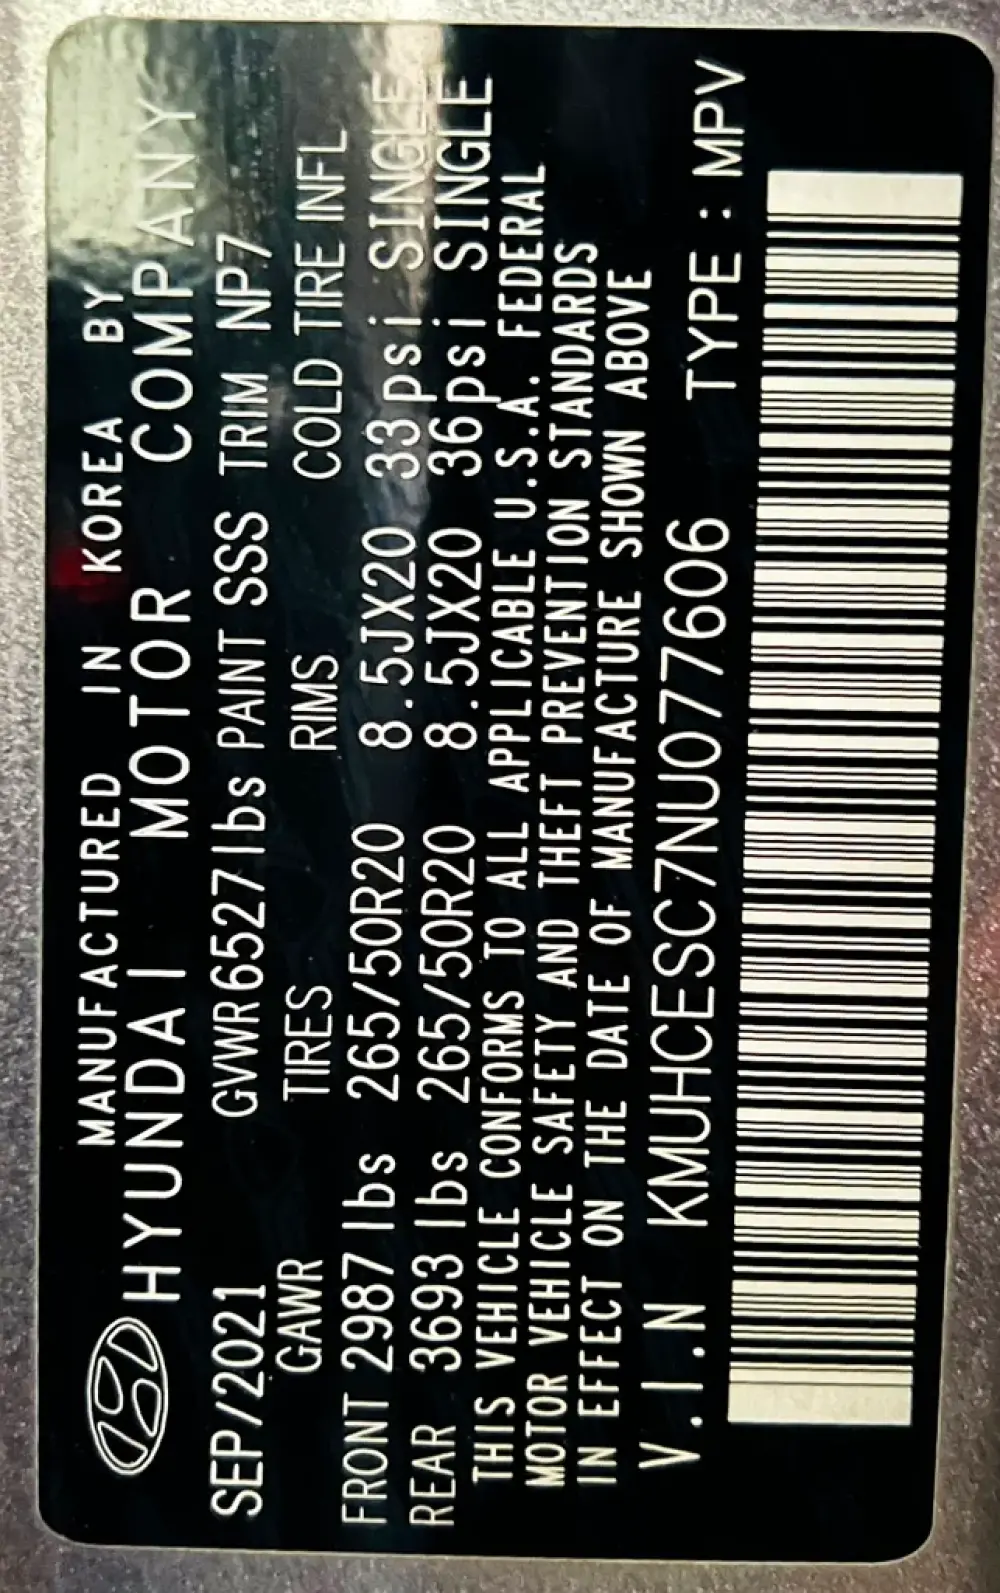 MANUFACTURED IN KOREA BY
HYUNDAI MOTOR COMPANY
SEP/2021 GVWR6527lbs PAINT SSS TRIM NP7
GAWR TIRES RIMS COLD TIRE INFL
FRONT 2987 lbs 265/50R20 8.5JX20 33psi SINGLE
REAR 3693 lbs 265/50R20 8.5JX20 36psi SINGLE
THIS VEHICLE CONFORMS TO ALL APPLICABLE U.S.A. FEDERAL
MOTOR VEHICLE SAFETY AND THEFT PREVENTION STANDARDS
IN EFFECT ON THE DATE OF MANUFACTURE SHOWN ABOVE
V.I.N KMUHCESC7NU077606 TYPE : MPV